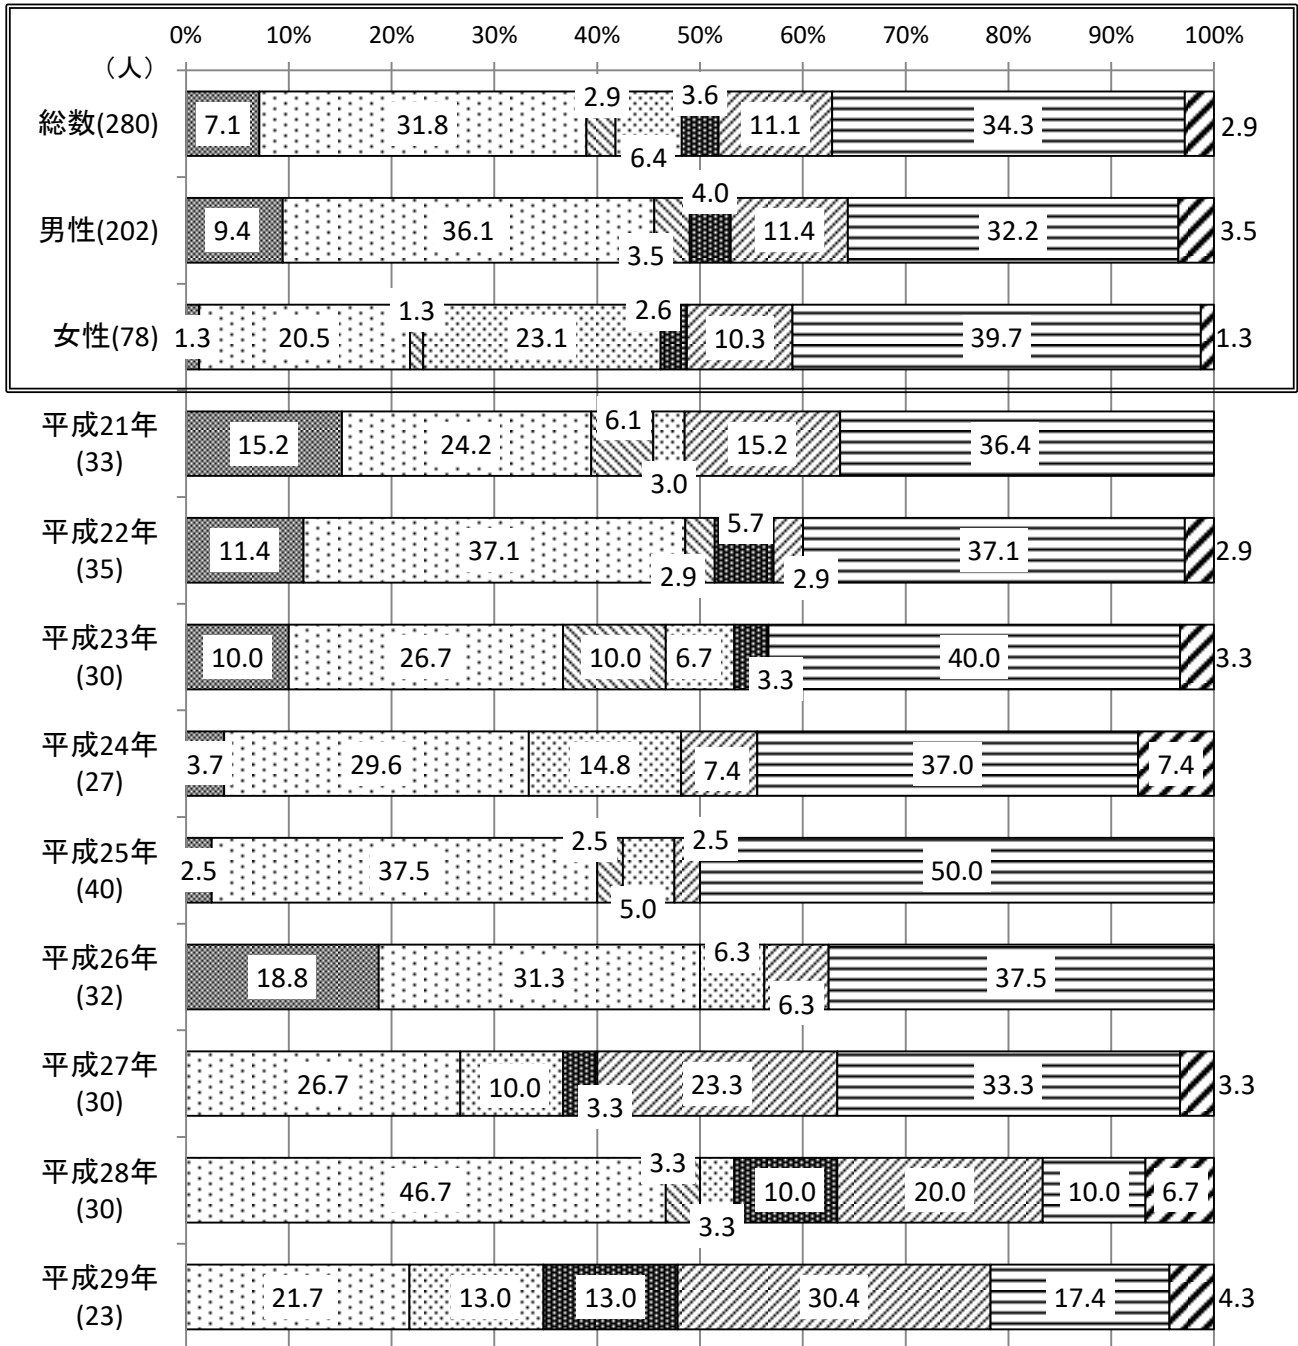 0% 10% 20% 30% 40% 50% 60% 70% 80% 90% 100%
（人）
総数(280) 7.1 31.8 2.9 6.4 3.6 11.1 34.3 2.9
男性(202) 9.4 36.1 3.5 4.0 11.4 32.2 3.5
女性(78) 1.3 20.5 1.3 23.1 2.6 10.3 39.7 1.3
平成21年
(33) 15.2 24.2 6.1 3.0 15.2 36.4
平成22年
(35) 11.4 37.1 2.9 5.7 2.9 37.1 2.9
平成23年
(30) 10.0 26.7 10.0 6.7 3.3 40.0 3.3
平成24年
(27) 3.7 29.6 14.8 7.4 37.0 7.4
平成25年
(40) 2.5 37.5 2.5 5.0 2.5 50.0
平成26年
(32) 18.8 31.3 6.3 6.3 37.5
平成27年
(30) 26.7 10.0 3.3 23.3 33.3 3.3
平成28年
(30) 46.7 3.3 3.3 10.0 20.0 10.0 6.7
平成29年
(23) 21.7 13.0 13.0 30.4 17.4 4.3